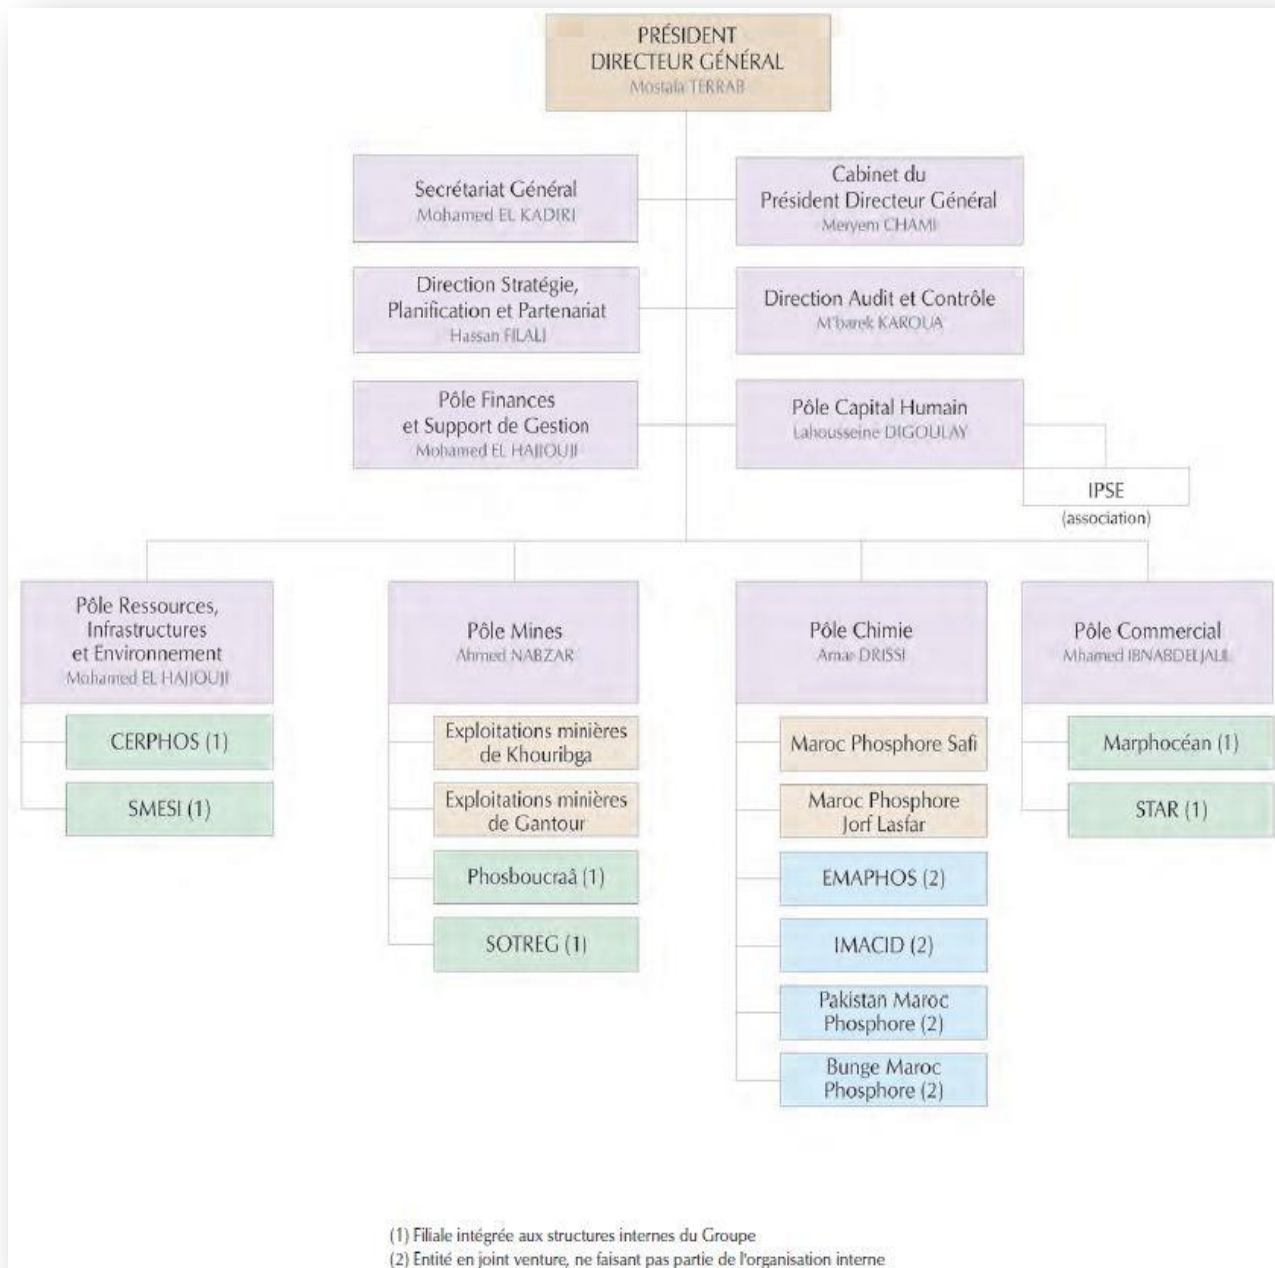 PRÉSIDENT
DIRECTEUR GÉNÉRAL
Mostafa TERRAB
Secrétariat Général
Mohamed EL KADIRI
Cabinet du
Président Directeur Général
Meryem CHAMI
Direction Stratégie,
Planification et Partenariat
Hassan FILALI
Direction Audit et Contrôle
M'barek KAROUA
Pôle Finances
et Support de Gestion
Mohamed EL HAJJOUJI
Pôle Capital Humain
Lahousseine DIGOULAY
IPSE
(association)
Pôle Ressources,
Infrastructures
et Environnement
Mohamed EL HAJJOUJI
CERPHOS (1)
SMESI (1)
Pôle Mines
Ahmed NABZAR
Exploitations minières
de Khouribga
Exploitations minières
de Gantour
Phosboucraâ (1)
SOTREG (1)
Pôle Chimie
Amar DRISSI
Maroc Phosphore Safi
Maroc Phosphore
Jorf Lasfar
EMAPHOS (2)
IMACID (2)
Pakistan Maroc
Phosphore (2)
Bunge Maroc
Phosphore (2)
Pôle Commercial
Mhamed IBNABDELJALIL
Marphocéan (1)
STAR (1)
(1) Filiale intégrée aux structures internes du Groupe
(2) Entité en joint venture, ne faisant pas partie de l'organisation interne